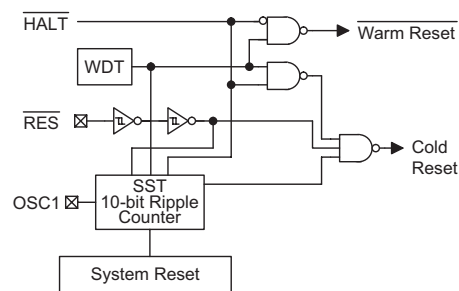 HALT
Warm Reset
WDT
RES
Cold
Reset
SST
10-bit Ripple
Counter
OSC1
System Reset